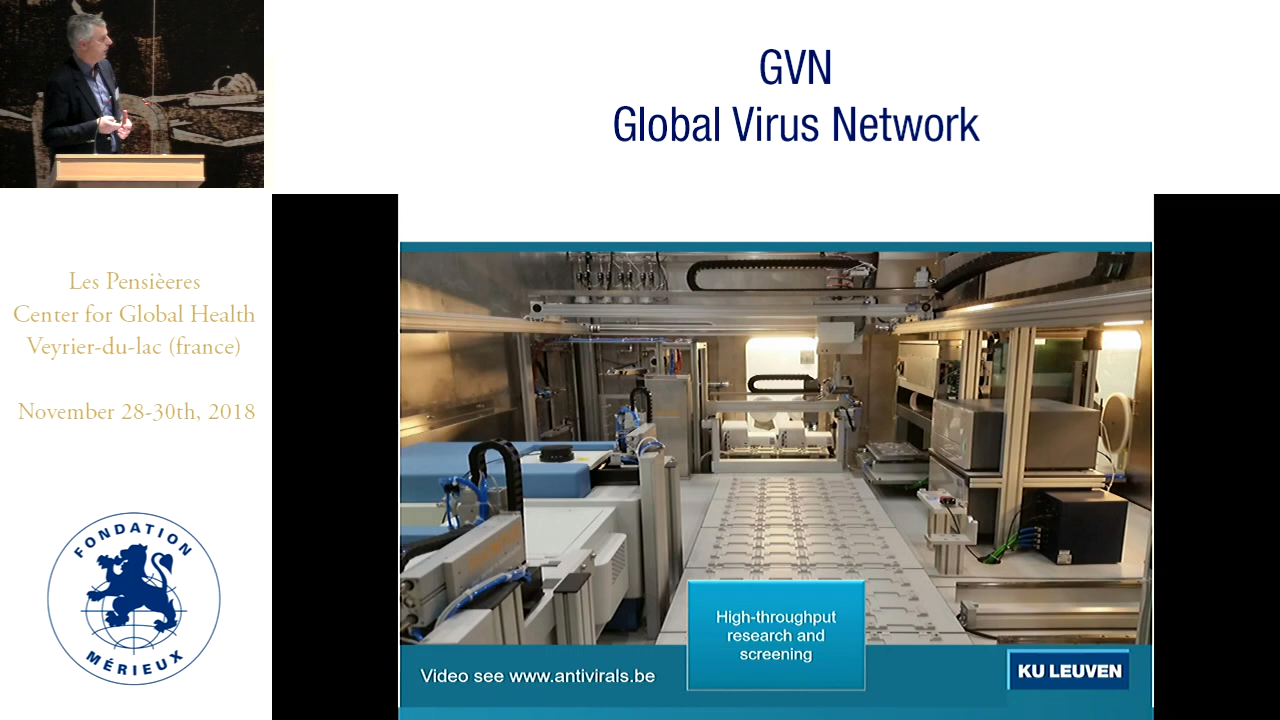 GVN
Global Virus Network
Les Pensièeres
Center for Global Health
Veyrier-du-lac (france)
November 28-30th, 2018
FONDATION
MÉRIEUX
High-throughput
research and
screening
Video see www.antivirals.be
KU LEUVEN